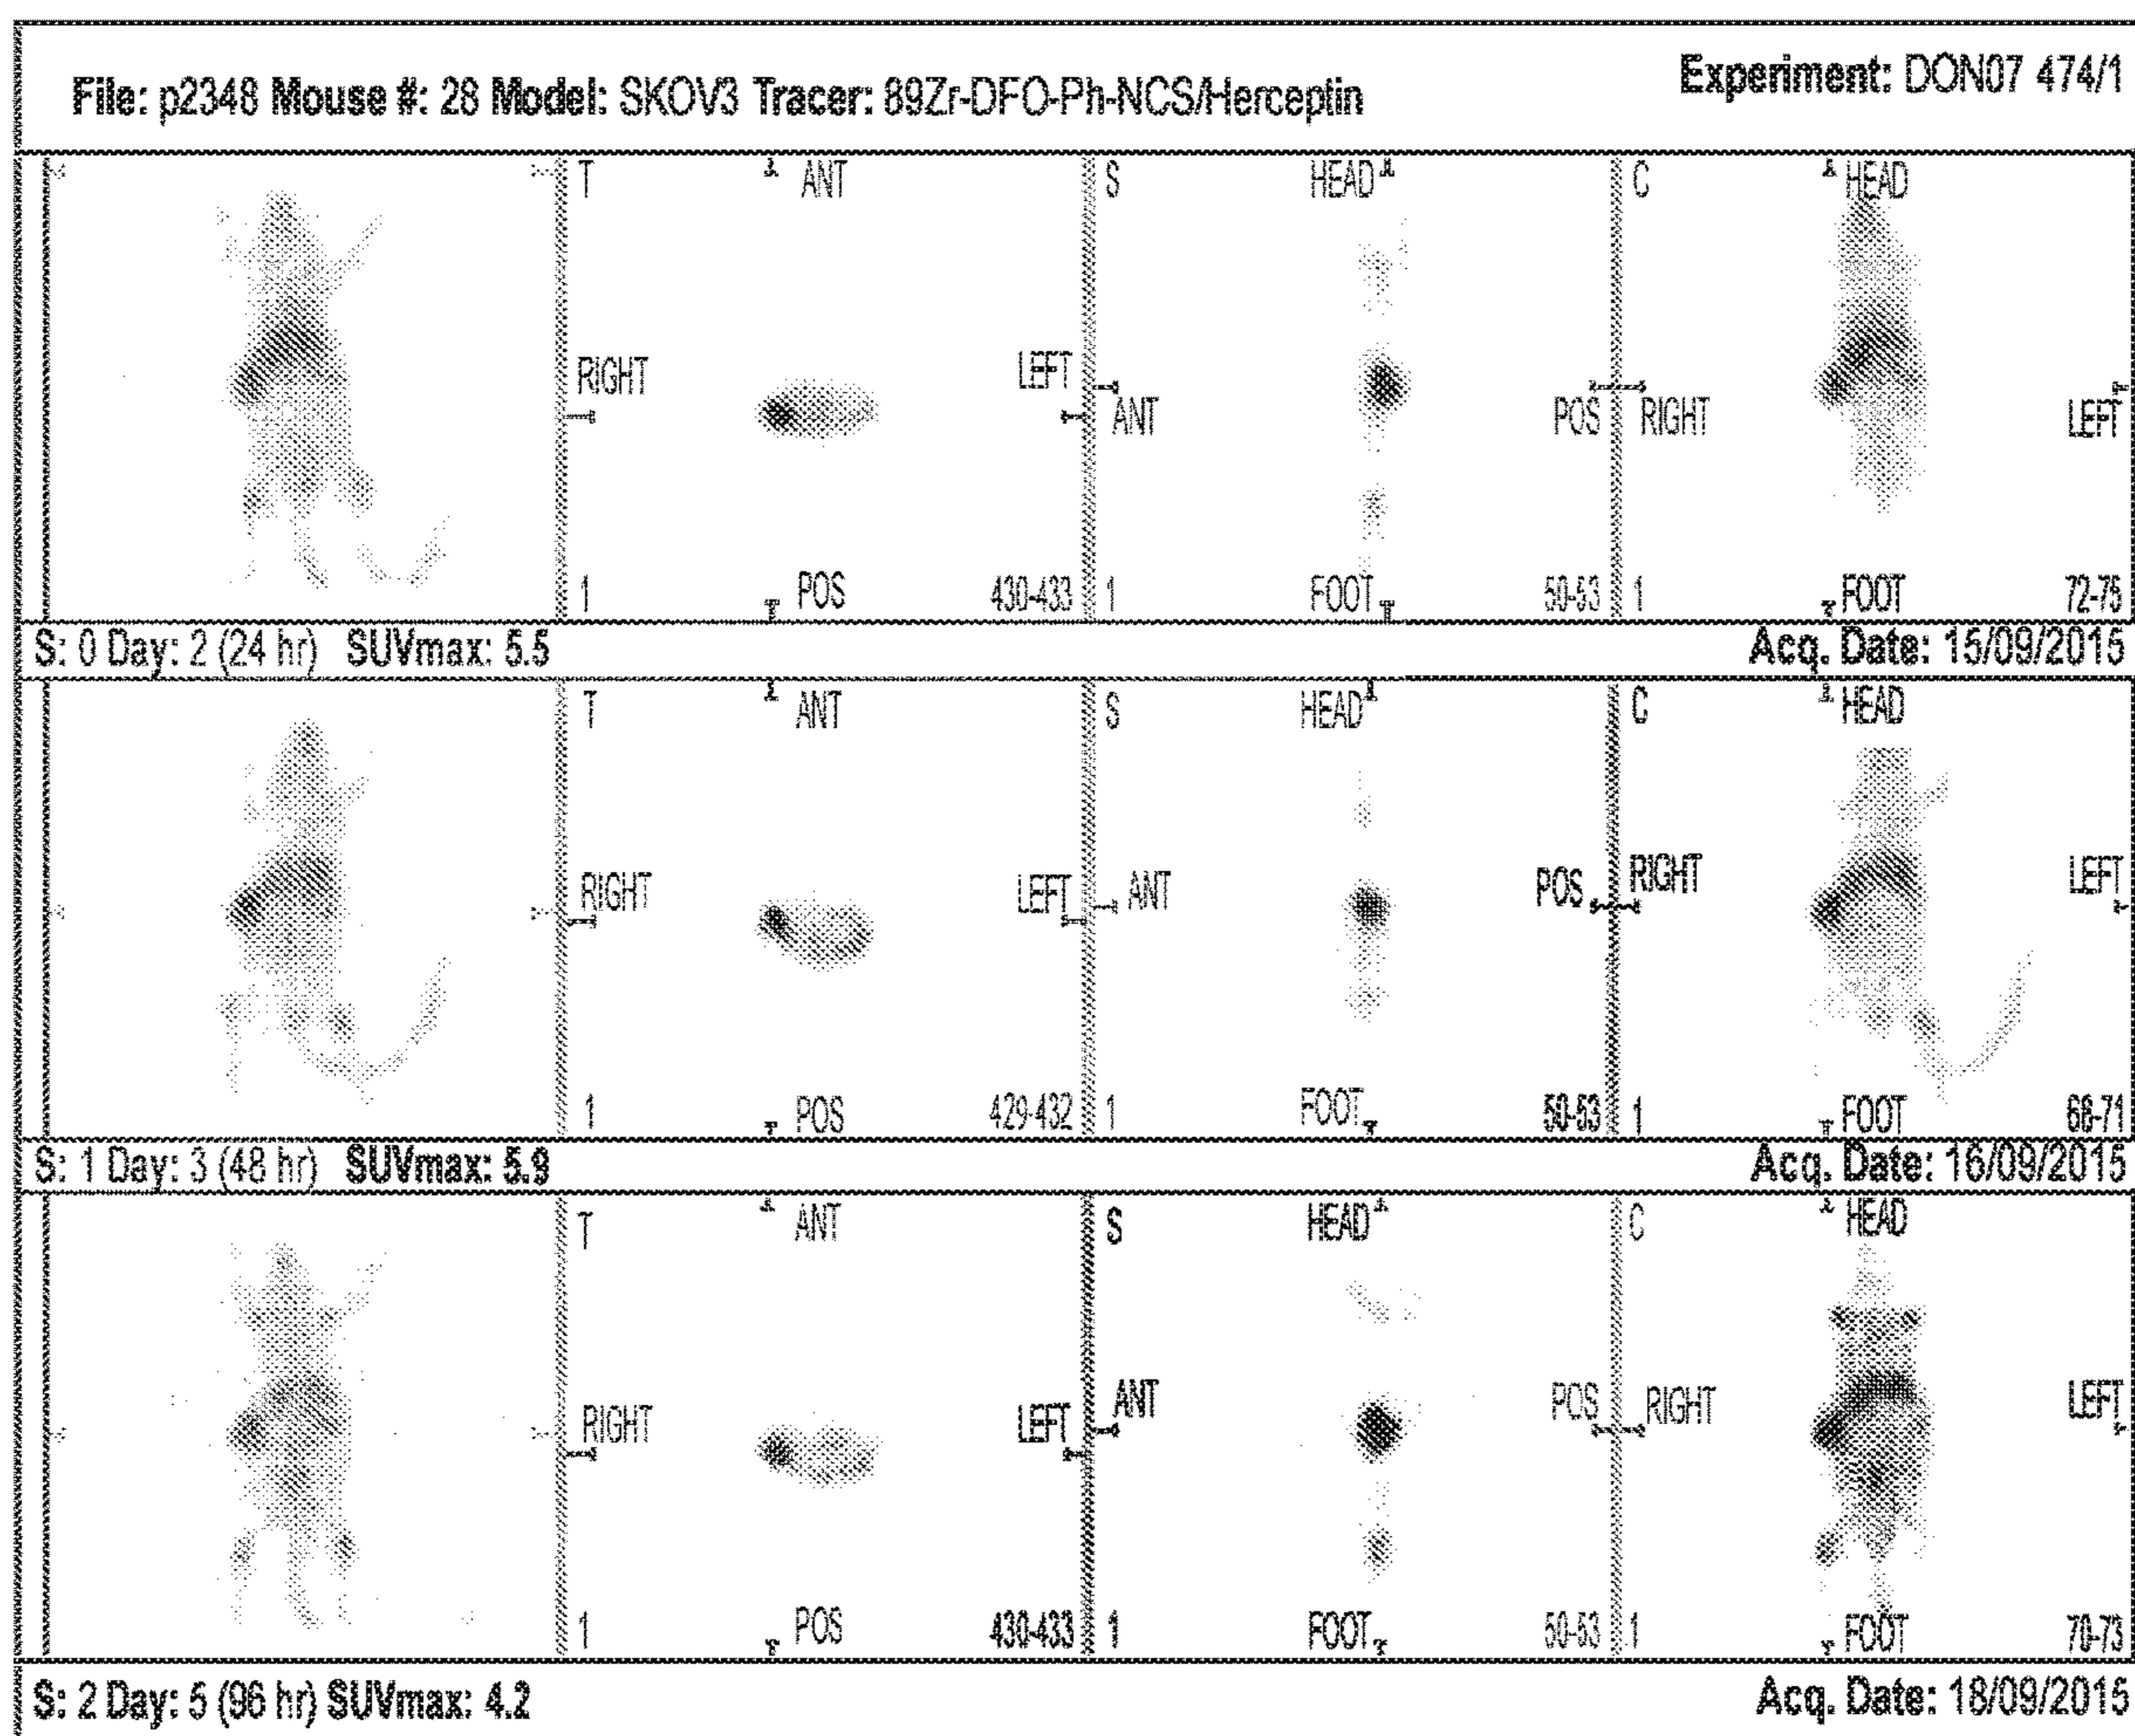 File: p2348 Mouse #: 28 Model: SKOV3 Tracer: 89Zr-DFO-Ph-NCS/Herceptin
Experiment: DON07 474/1
T ANT S HEAD C HEAD
RIGHT LEFT ANT POS RIGHT LEFT
1 POS 430-433 1 FOOT 50-53 1 FOOT 72-75
S: 0 Day: 2 (24 hr) SUVmax: 5.5 Acq. Date: 15/09/2015
T ANT S HEAD C HEAD
RIGHT LEFT ANT POS RIGHT LEFT
1 POS 429-432 1 FOOT 50-53 1 FOOT 68-71
S: 1 Day: 3 (48 hr) SUVmax: 5.9 Acq. Date: 16/09/2015
T ANT S HEAD C HEAD
RIGHT LEFT ANT POS RIGHT LEFT
1 POS 430-433 1 FOOT 50-53 1 FOOT 70-73
S: 2 Day: 5 (96 hr) SUVmax: 4.2 Acq. Date: 18/09/2015